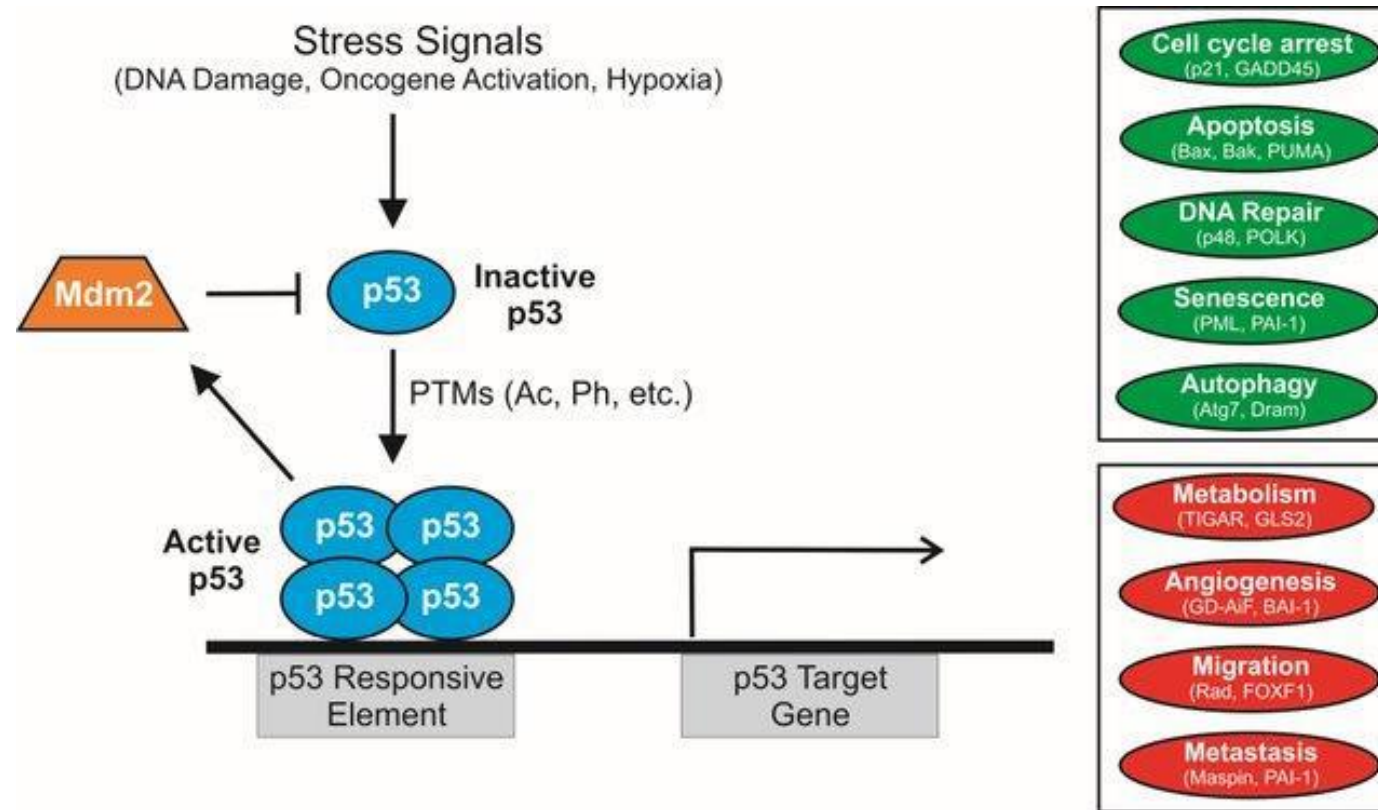 Stress Signals
(DNA Damage, Oncogene Activation, Hypoxia)
Mdm2
p53
Inactive
p53
PTMs (Ac, Ph, etc.)
Active
p53
p53
p53
p53
p53
p53 Responsive
Element
p53 Target
Gene
Cell cycle arrest
(p21, GADD45)
Apoptosis
(Bax, Bak, PUMA)
DNA Repair
(p48, POLK)
Senescence
(PML, PAI-1)
Autophagy
(Atg7, Dram)
Metabolism
(TIGAR, GLS2)
Angiogenesis
(GD-AiF, BAI-1)
Migration
(Rad, FOXF1)
Metastasis
(Maspin, PAI-1)